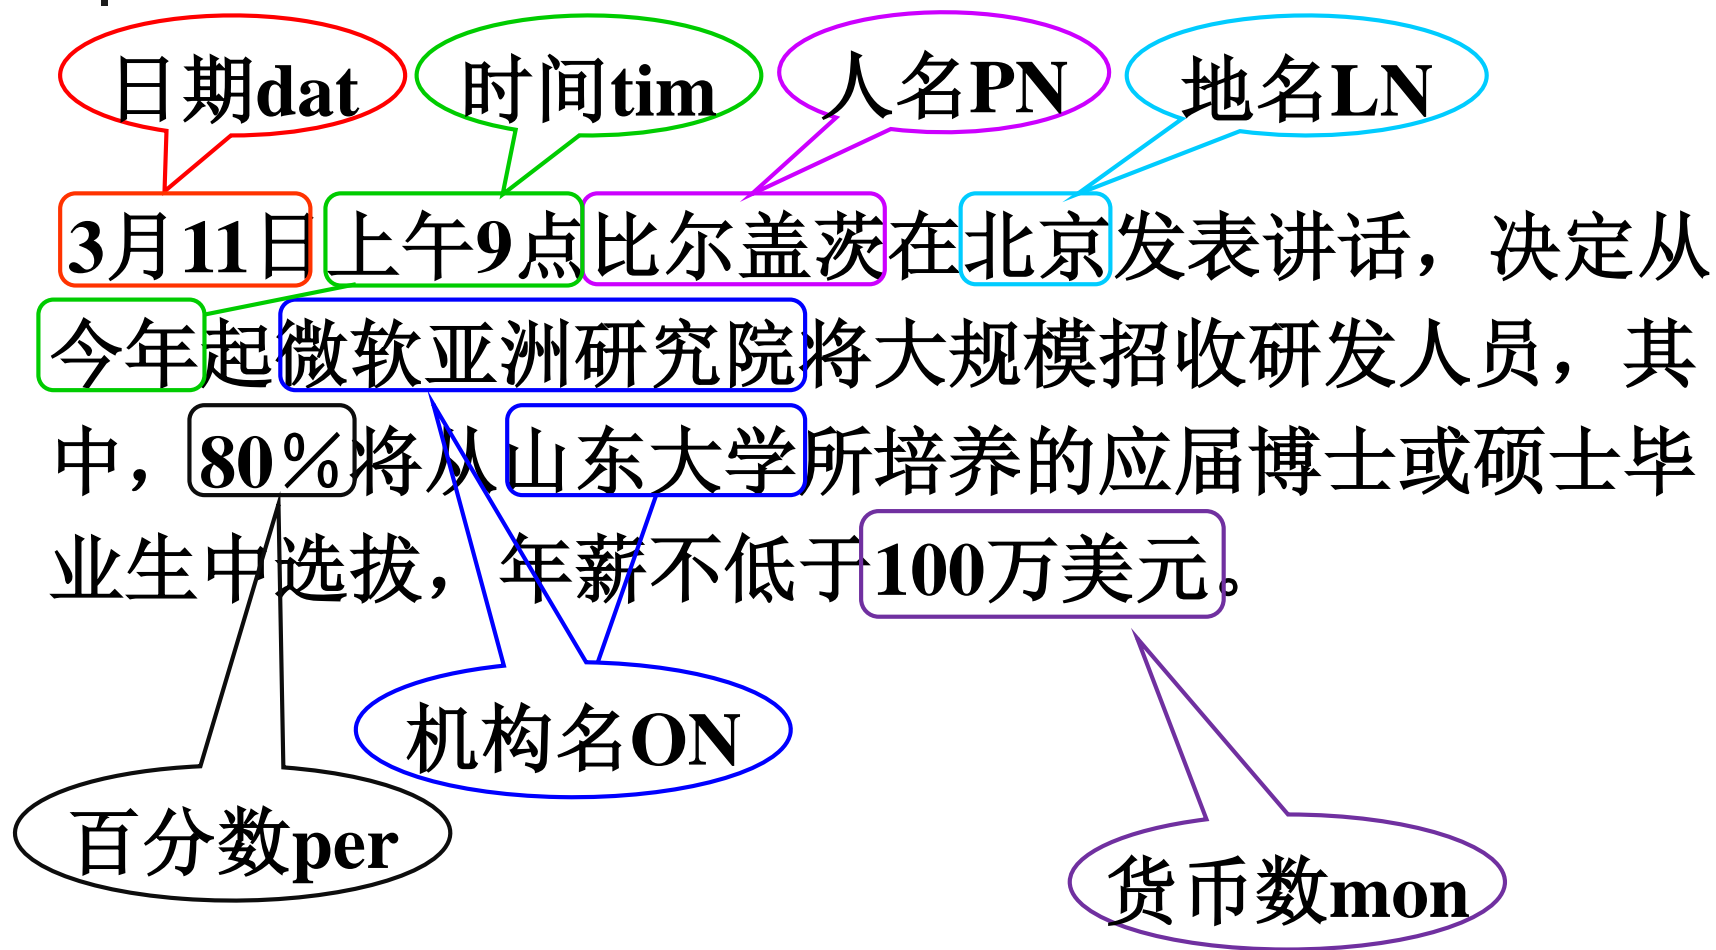 日期dat
时间tim
人名PN
地名LN
3月11日上午9点比尔盖茨在北京发表讲话，决定从
今年起微软亚洲研究院将大规模招收研发人员，其
中，80%将从山东大学所培养的应届博士或硕士毕
业生中选拔，年薪不低于100万美元。
机构名ON
百分数per
货币数mon